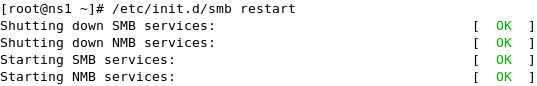 [root@ns1 ~]# /etc/init.d/smb restart
Shutting down SMB services: [ OK ]
Shutting down NMB services: [ OK ]
Starting SMB services: [ OK ]
Starting NMB services: [ OK ]